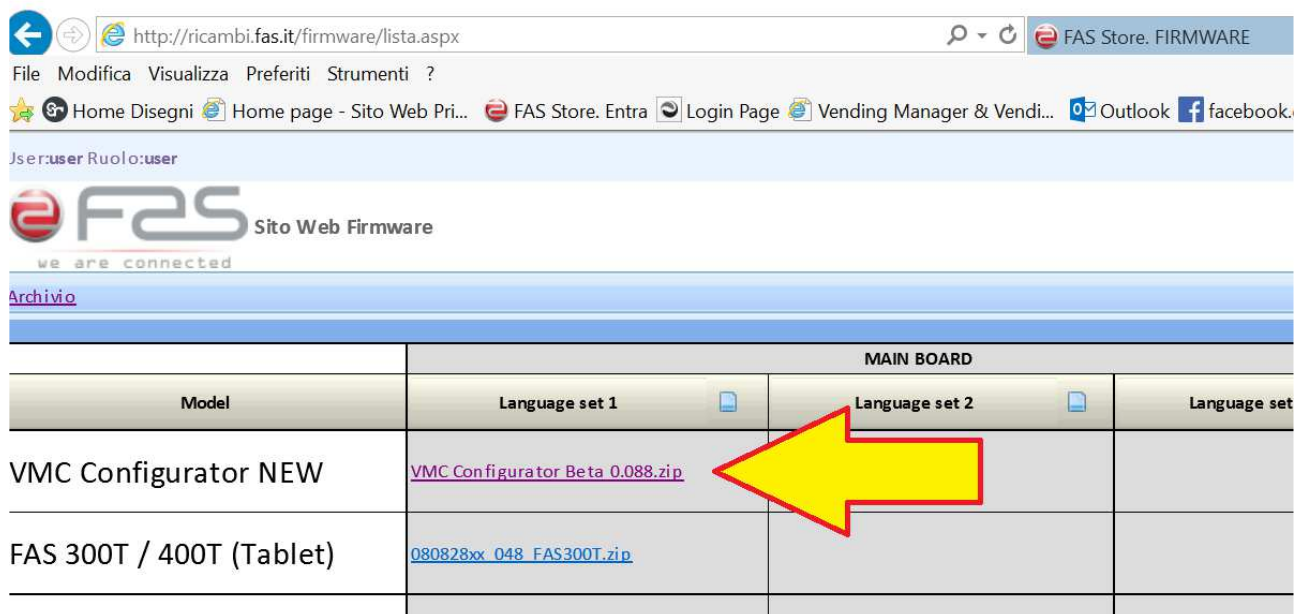 http://ricambi.fas.it/firmware/lista.aspx
FAS Store. FIRMWARE
File Modifica Visualizza Preferiti Strumenti ?
Home Disegni Home page - Sito Web Pri... FAS Store. Entra Login Page Vending Manager & Vendi... Outlook facebook.
User:user Ruolo:user
FAS Sito Web Firmware
we are connected
Archivio
MAIN BOARD
Model Language set 1 Language set 2 Language set
VMC Configurator NEW VMC Configurator Beta 0.088.zip
FAS 300T / 400T (Tablet) 080828xx_048_FAS300T.zip